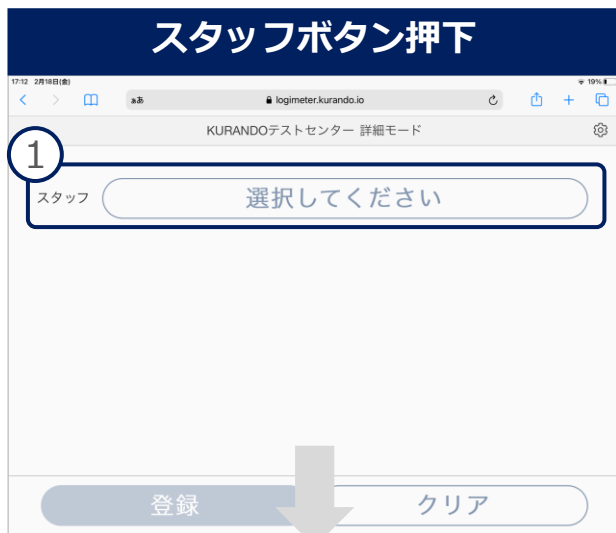 スタッフボタン押下
17:12 2月18日(金)
19%
ぁあ
logimeter.kurando.io
KURANDOテストセンター 詳細モード
1
スタッフ
選択してください
登録
クリア